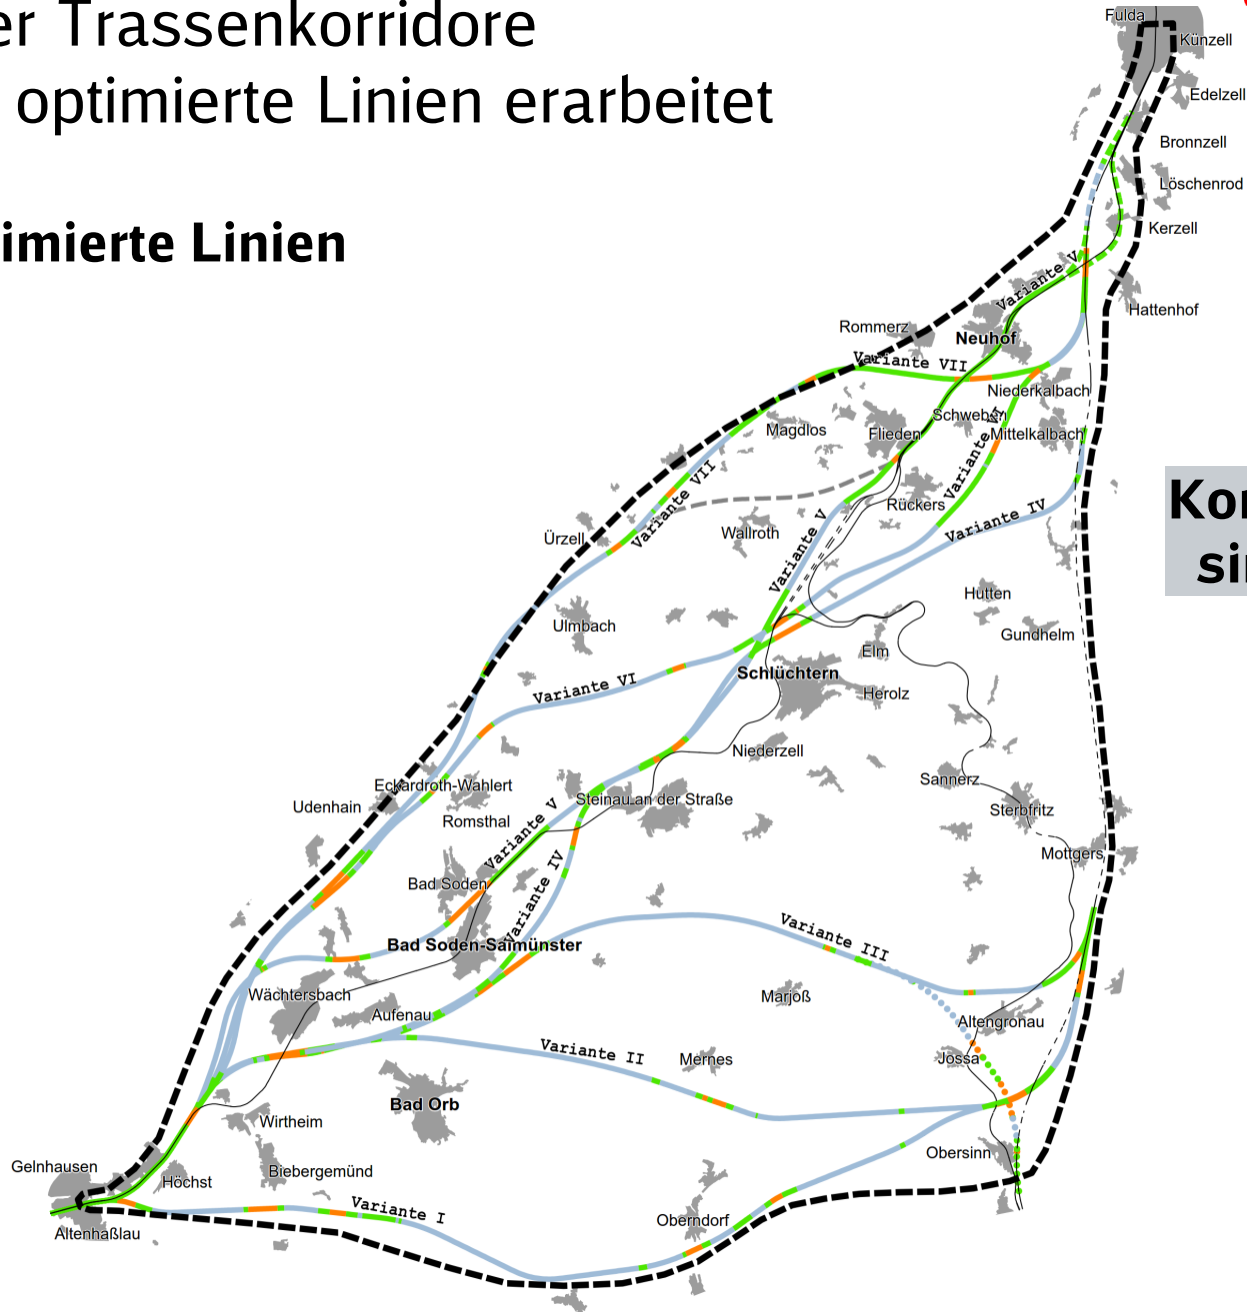 er Trassenkorridore
optimierte Linien erarbeitet
imierte Linien
Fulda
Künzell
Edelzell
Bronnzell
Löschenrod
Kerzell
Variante V
Hattenhof
Rommerz
Neuhof
Variante VII
Niederkalbach
Schweben
Magdlos
Flieden
Mittelkalbach
Variante VI
Variante VII
Rückers
Kor
Variante IV
Ürzell
Wallroth
Variante V
sin
Hutten
Ulmbach
Gundhelm
Elm
Schlüchtern
Variante VI
Herolz
Niederzell
Sannerz
Eckardroth-Wahlert
Steinau an der Straße
Udenhain
Sterbfritz
Romsthal
Variante V
Mottgers
Bad Soden
Variante IV
Variante III
Bad Soden-Salmünster
Wächtersbach
Marjoß
Aufenau
Altengronau
Variante II
Mernes
Jossa
Bad Orb
Wirtheim
Obersinn
Gelnhausen
Biebergemünd
Höchst
Variante I
Oberndorf
Altenhaßlau